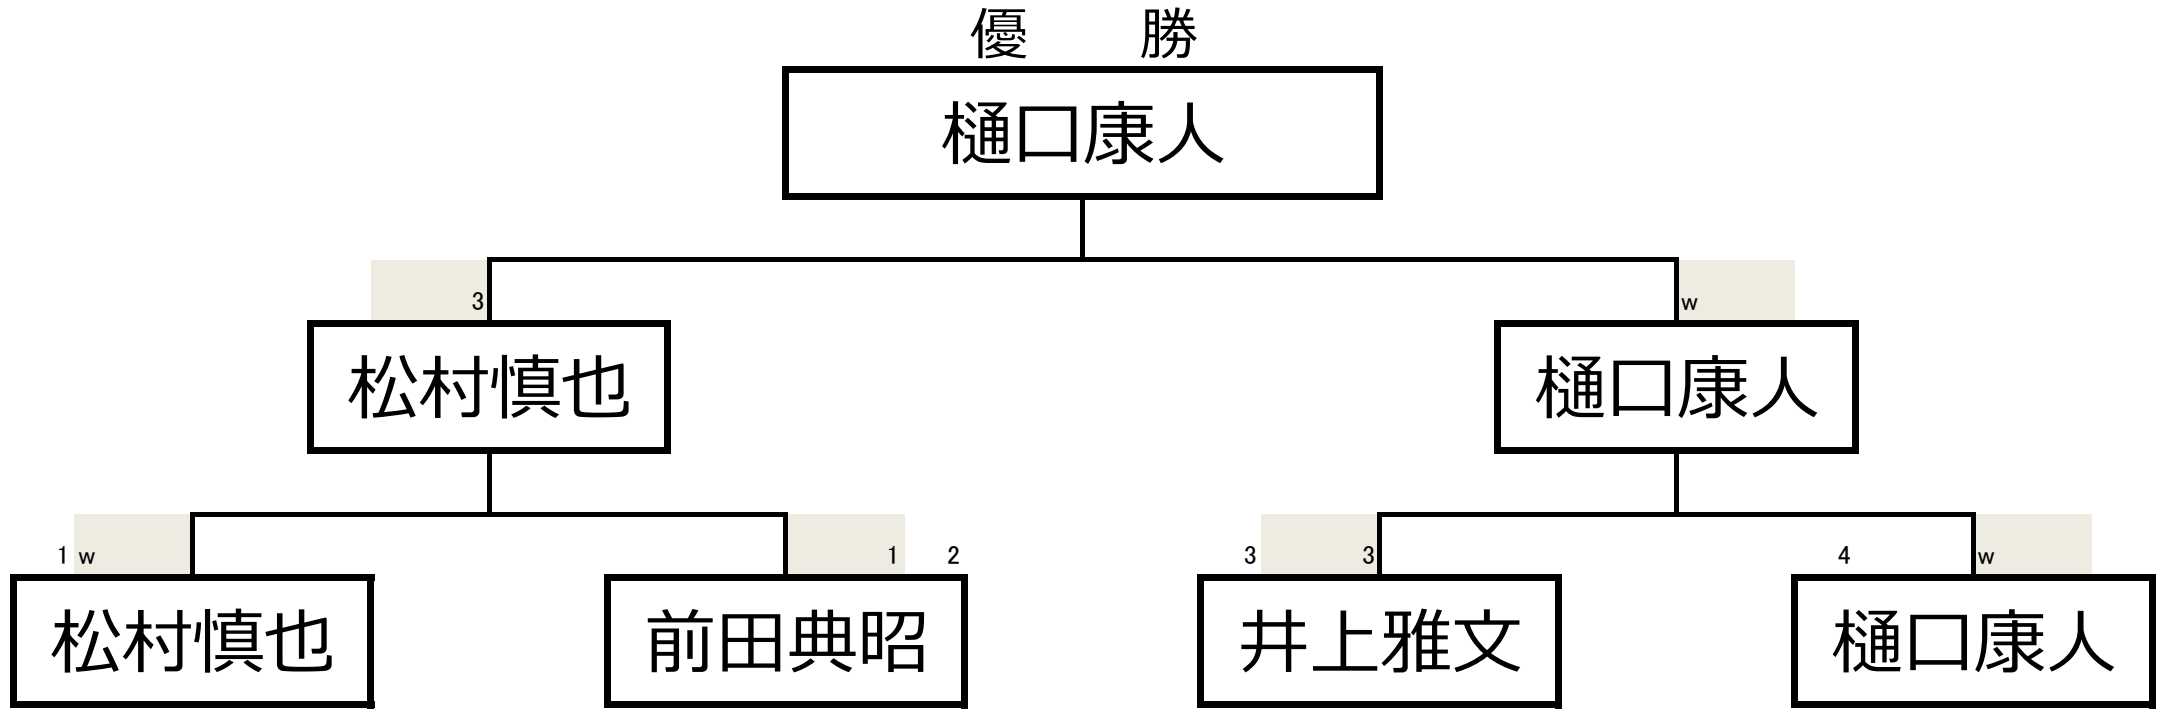 優　勝
樋口康人
3 w
松村慎也 樋口康人
1 w 1 2 3 3 4 w
松村慎也 前田典昭 井上雅文 樋口康人